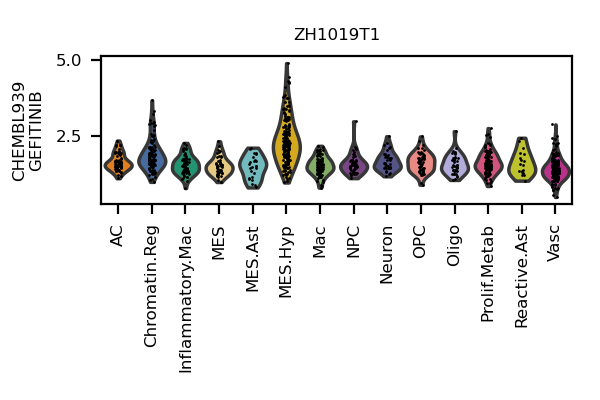 ZH1019T1
CHEMBL939
GEFITINIB
5.0
2.5
AC
Chromatin.Reg
Inflammatory.Mac
MES
MES.Ast
MES.Hyp
Mac
NPC
Neuron
OPC
Oligo
Prolif.Metab
Reactive.Ast
Vasc